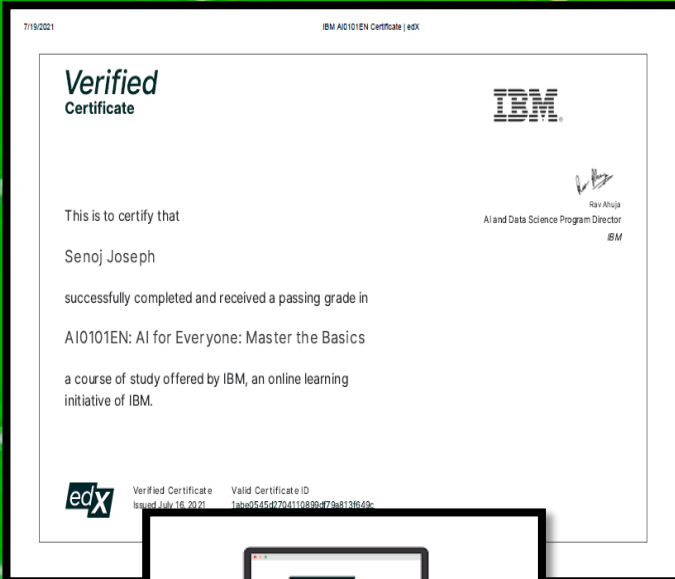 7/19/2021
IBM AI0101EN Certificate | edX
Verified
Certificate
IBM
Rav Ahuja
AI and Data Science Program Director
IBM
This is to certify that
Senoj Joseph
successfully completed and received a passing grade in
AI0101EN: AI for Everyone: Master the Basics
a course of study offered by IBM, an online learning
initiative of IBM.
edX
Verified Certificate
Issued July 16, 2021
Valid Certificate ID
1abe0545d2704110899df79a813f649c